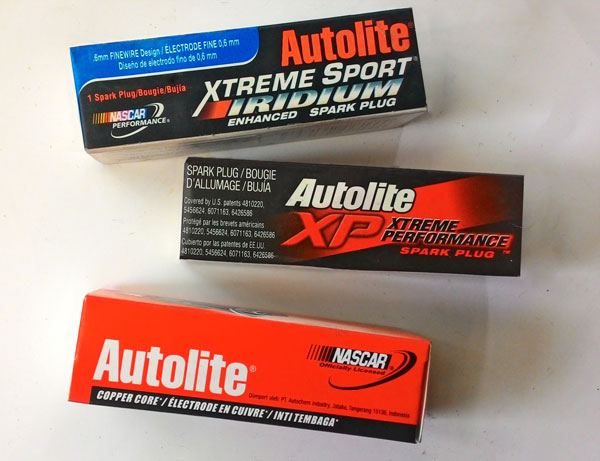 .6mm FINEWIRE Design / ÉLECTRODE FINE 0,6 mm
Diseño de electrodo fino de 0,6 mm
Autolite®
XTREME SPORT®
IRIDIUM
ENHANCED SPARK PLUG
1 Spark Plug/Bougie/Bujía
NASCAR
PERFORMANCE®
SPARK PLUG / BOUGIE
D'ALLUMAGE / BUJÍA
Covered by U.S. patents 4810220,
5456624, 6071163, 6426586
Protégé par les brevets américains
4810220, 5456624, 6071163, 6426586
Cubierto por las patentes de EE.UU.
4810220, 5456624, 6071163, 6426586
Autolite
XP XTREME
PERFORMANCE
SPARK PLUG™
Autolite®
NASCAR
Officially Licensed
Diimport oleh: PT. Autochem Industry, Jatake, Tangerang 15136, Indonesia
COPPER CORE*/ÉLECTRODE EN CUIVRE*/INTI TEMBAGA*